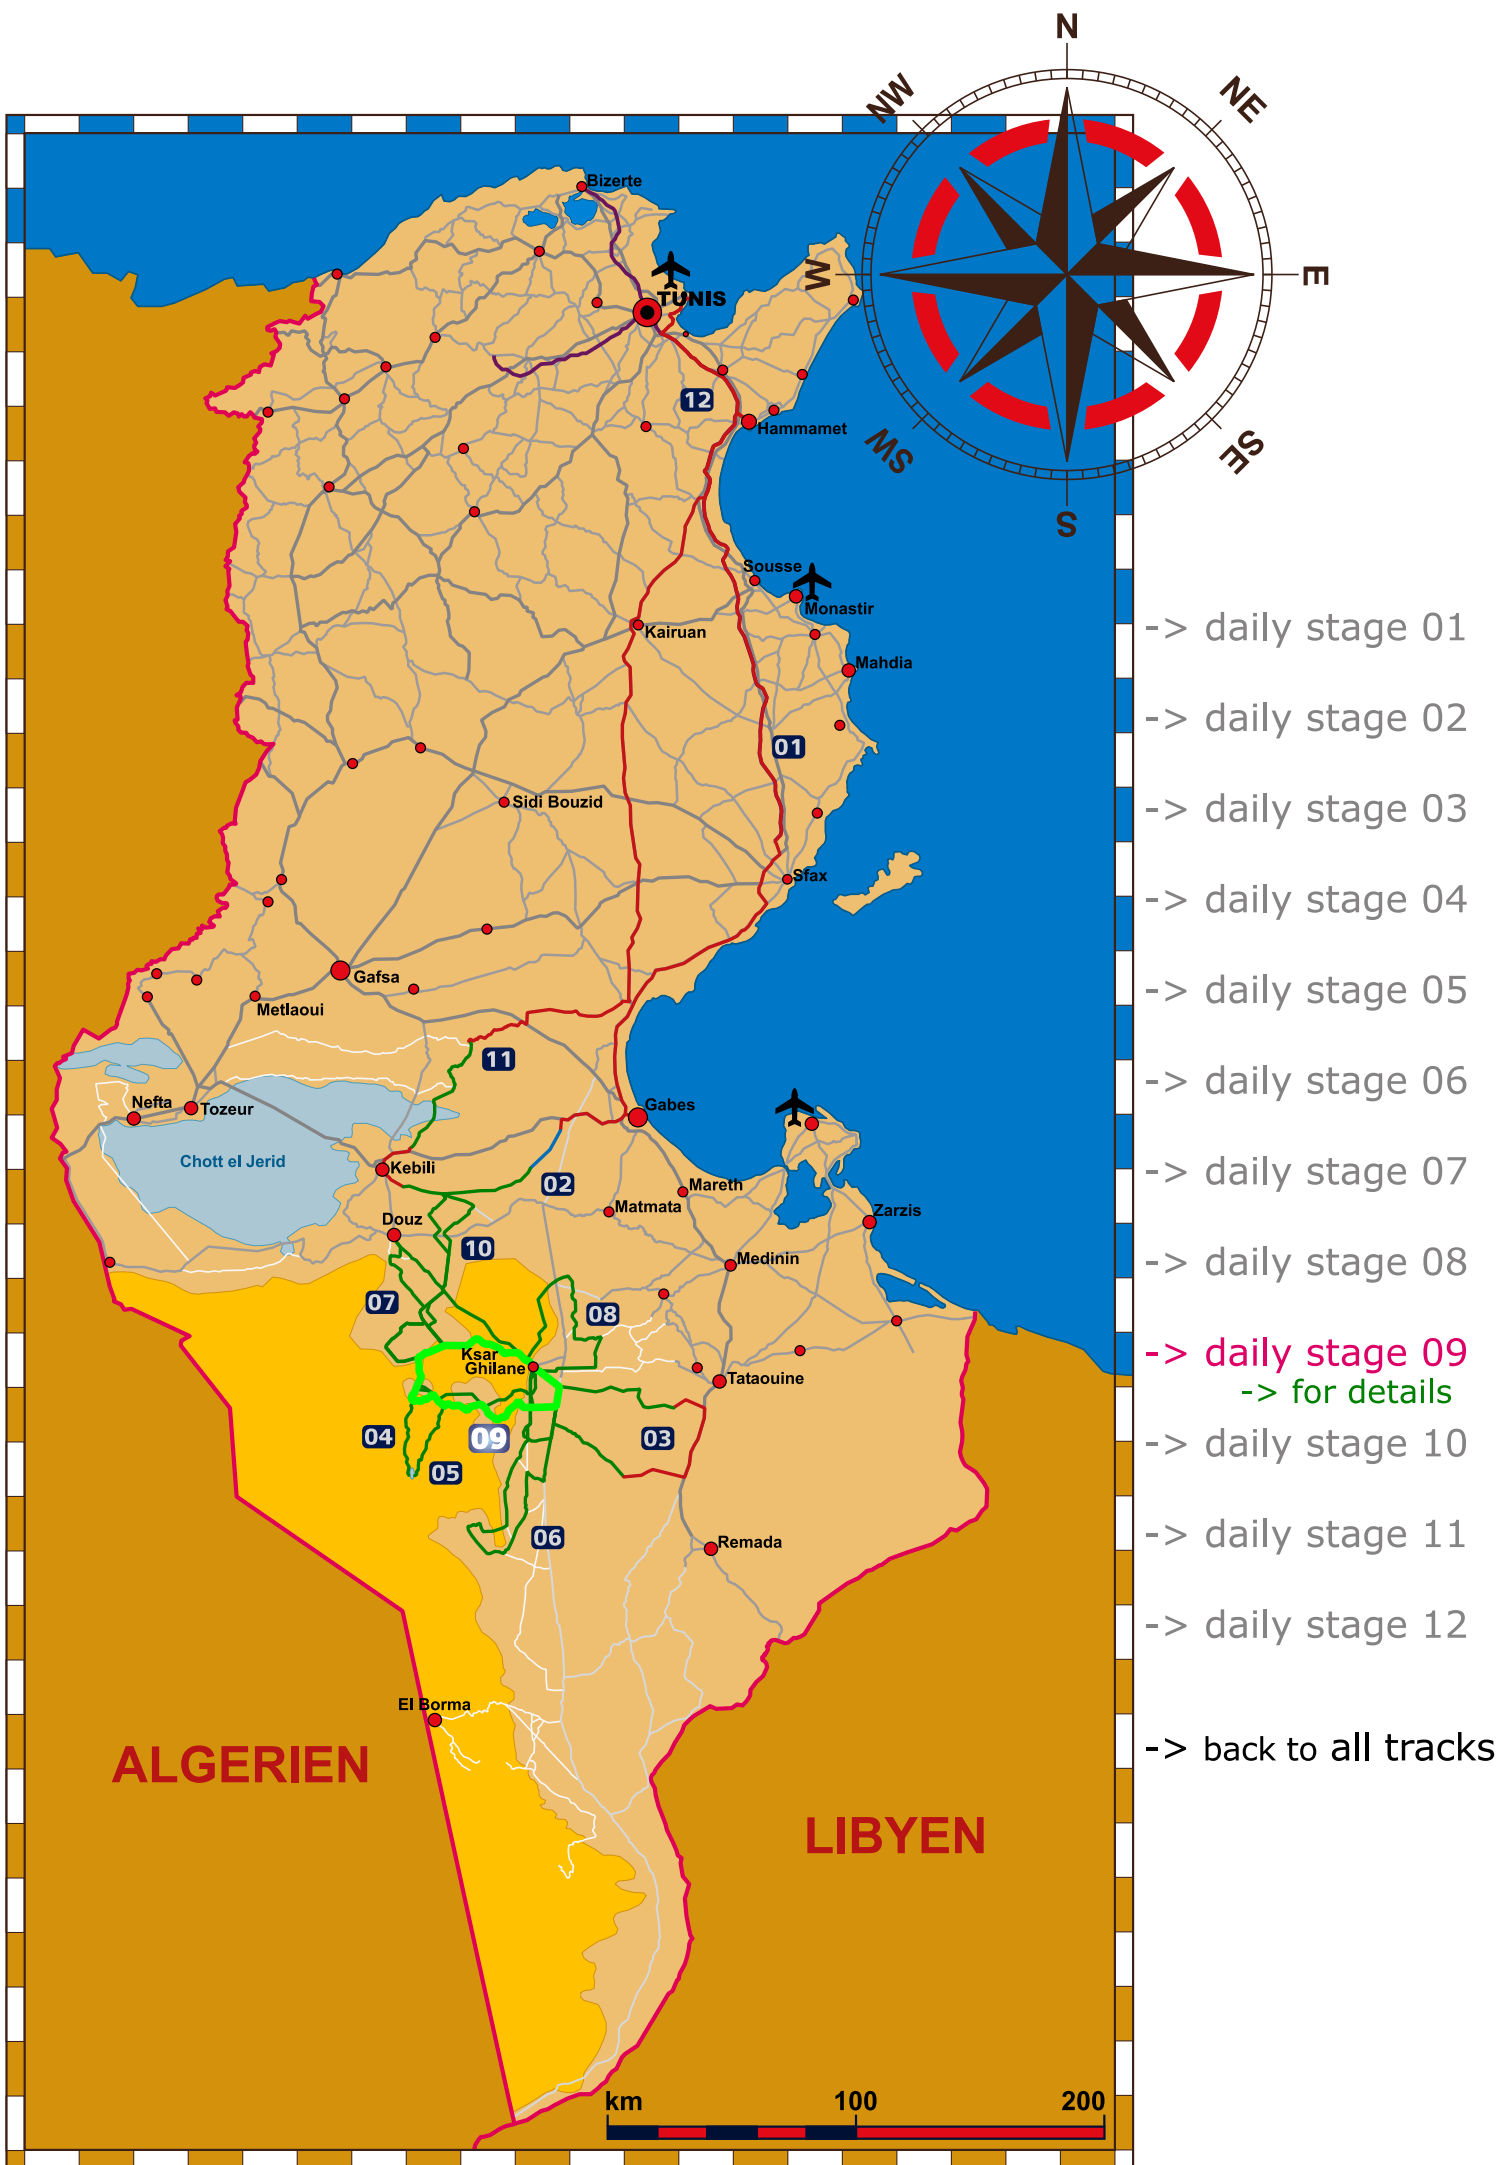 N
NW
NE
W
E
SW
SE
S
Bizerte
TUNIS
12
Hammamet
Sousse
Monastir
Kairuan
Mahdia
01
Sidi Bouzid
Sfax
Gafsa
Metlaoui
11
Nefta
Tozeur
Gabes
Chott el Jerid
Kebili
02
Mareth
Matmata
Douz
Zarzis
10
Medinin
07
08
Ksar
Ghilane
Tataouine
04
09
03
05
06
Remada
El Borma
ALGERIEN
LIBYEN
km
100
200
-> daily stage 01
-> daily stage 02
-> daily stage 03
-> daily stage 04
-> daily stage 05
-> daily stage 06
-> daily stage 07
-> daily stage 08
-> daily stage 09
-> for details
-> daily stage 10
-> daily stage 11
-> daily stage 12
-> back to all tracks